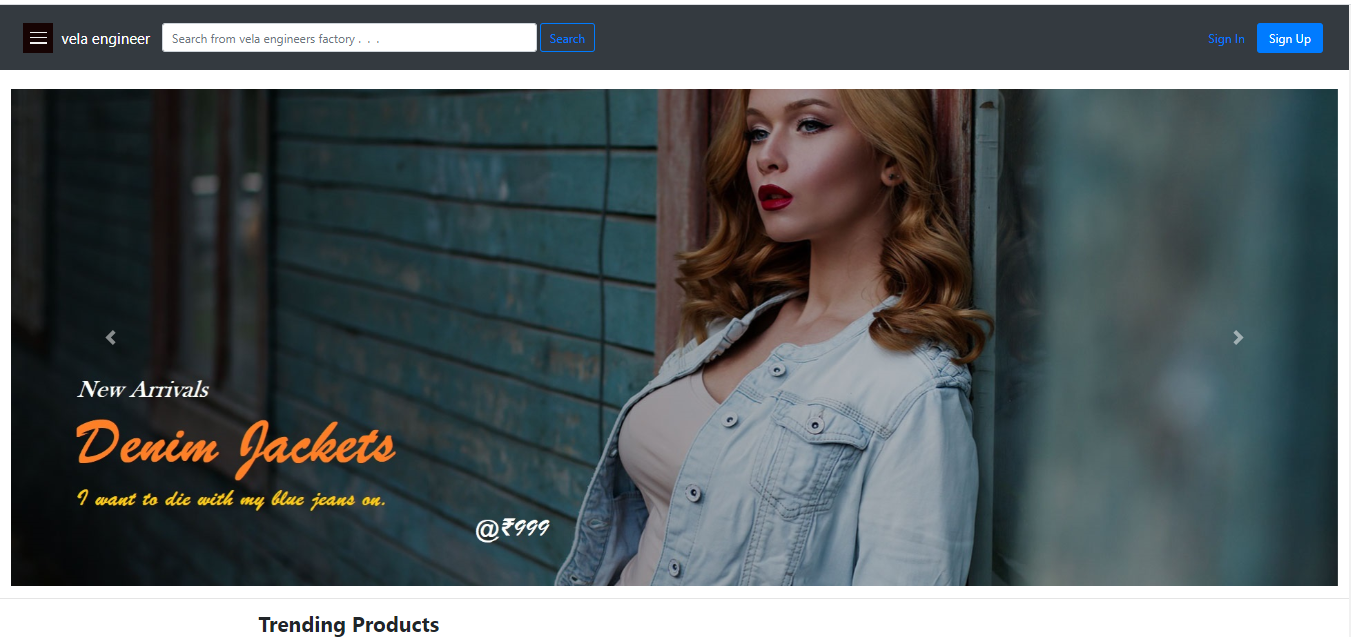 vela engineer
Search from vela engineers factory . . .
Search
Sign In
Sign Up
New Arrivals
Denim Jackets
I want to die with my blue jeans on.
@₹999
Trending Products